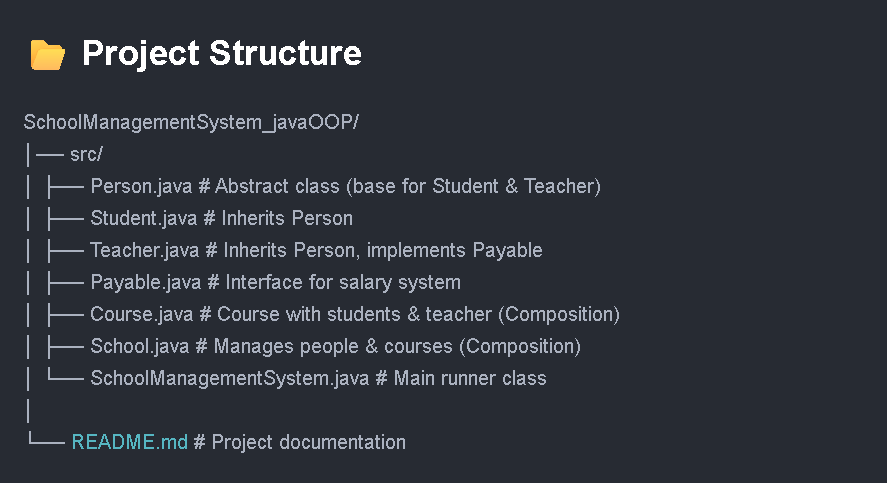 Project Structure
SchoolManagementSystem_javaOOP/
│── src/
│ ├── Person.java # Abstract class (base for Student & Teacher)
│ ├── Student.java # Inherits Person
│ ├── Teacher.java # Inherits Person, implements Payable
│ ├── Payable.java # Interface for salary system
│ ├── Course.java # Course with students & teacher (Composition)
│ ├── School.java # Manages people & courses (Composition)
│ └── SchoolManagementSystem.java # Main runner class
│
└── README.md # Project documentation